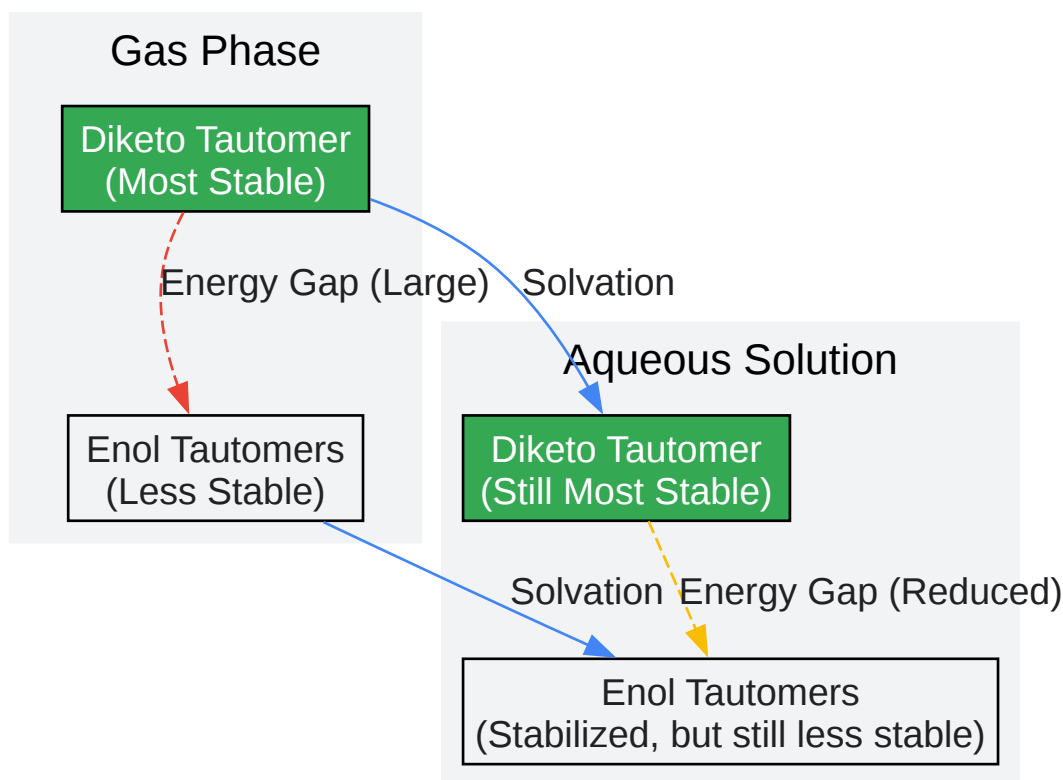 Gas Phase
Diketo Tautomer
(Most Stable)
Energy Gap (Large)
Solvation
Enol Tautomers
(Less Stable)
Aqueous Solution
Diketo Tautomer
(Still Most Stable)
Solvation
Energy Gap (Reduced)
Enol Tautomers
(Stabilized, but still less stable)